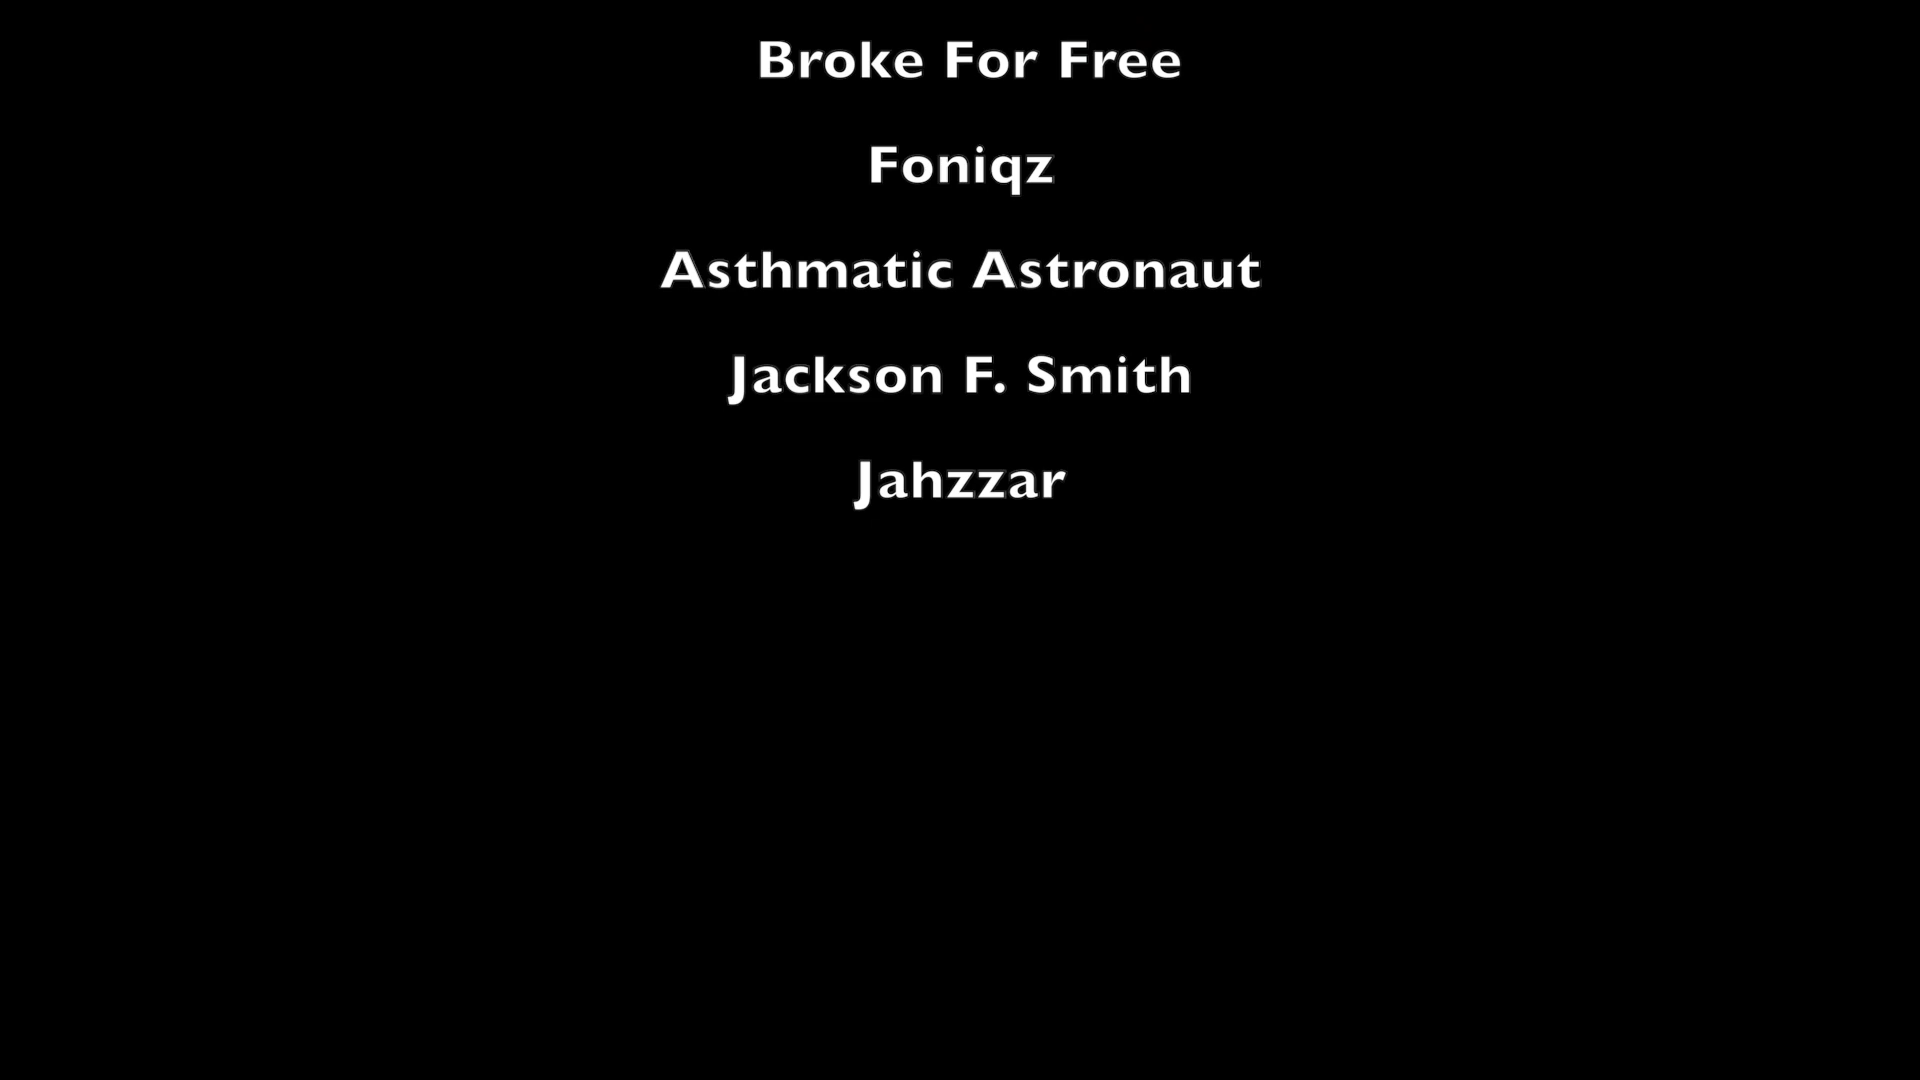 Broke For Free
Foniqz
Asthmatic Astronaut
Jackson F. Smith
Jahzzar